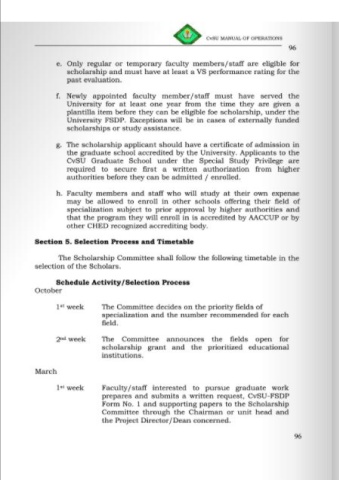 CvSU MANUAL OF OPERATIONS
96
e. Only regular or temporary faculty members/staff are eligible for
scholarship and must have at least a VS performance rating for the
past evaluation.
f. Newly appointed faculty member/staff must have served the
University for at least one year from the time they are given a
plantilla item before they can be eligible foe scholarship, under the
University FSDP. Exceptions will be in cases of externally funded
scholarships or study assistance.
g. The scholarship applicant should have a certificate of admission in
the graduate school accredited by the University. Applicants to the
CvSU Graduate School under the Special Study Privilege are
required to secure first a written authorization from higher
authorities before they can be admitted / enrolled.
h. Faculty members and staff who will study at their own expense
may be allowed to enroll in other schools offering their field of
specialization subject to prior approval by higher authorities and
that the program they will enroll in is accredited by AACCUP or by
other CHED recognized accrediting body.
Section 5. Selection Process and Timetable
The Scholarship Committee shall follow the following timetable in the
selection of the Scholars.
Schedule Activity/Selection Process
October
1st week The Committee decides on the priority fields of
specialization and the number recommended for each
field.
2nd week The Committee announces the fields open for
scholarship grant and the prioritized educational
institutions.
March
1st week Faculty/staff interested to pursue graduate work
prepares and submits a written request, CvSU-FSDP
Form No. 1 and supporting papers to the Scholarship
Committee through the Chairman or unit head and
the Project Director/Dean concerned.
96